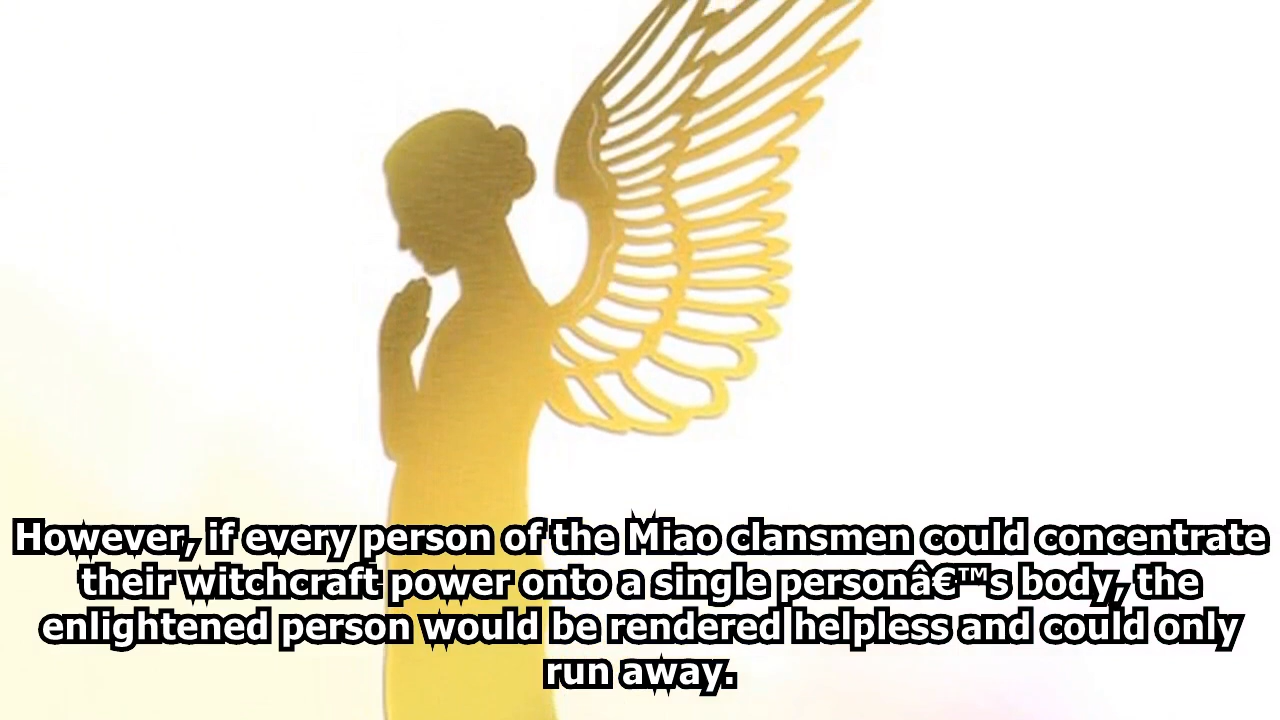 However, if every person of the Miao clansmen could concentrate
their witchcraft power onto a single personâ€™s body, the
enlightened person would be rendered helpless and could only
run away.